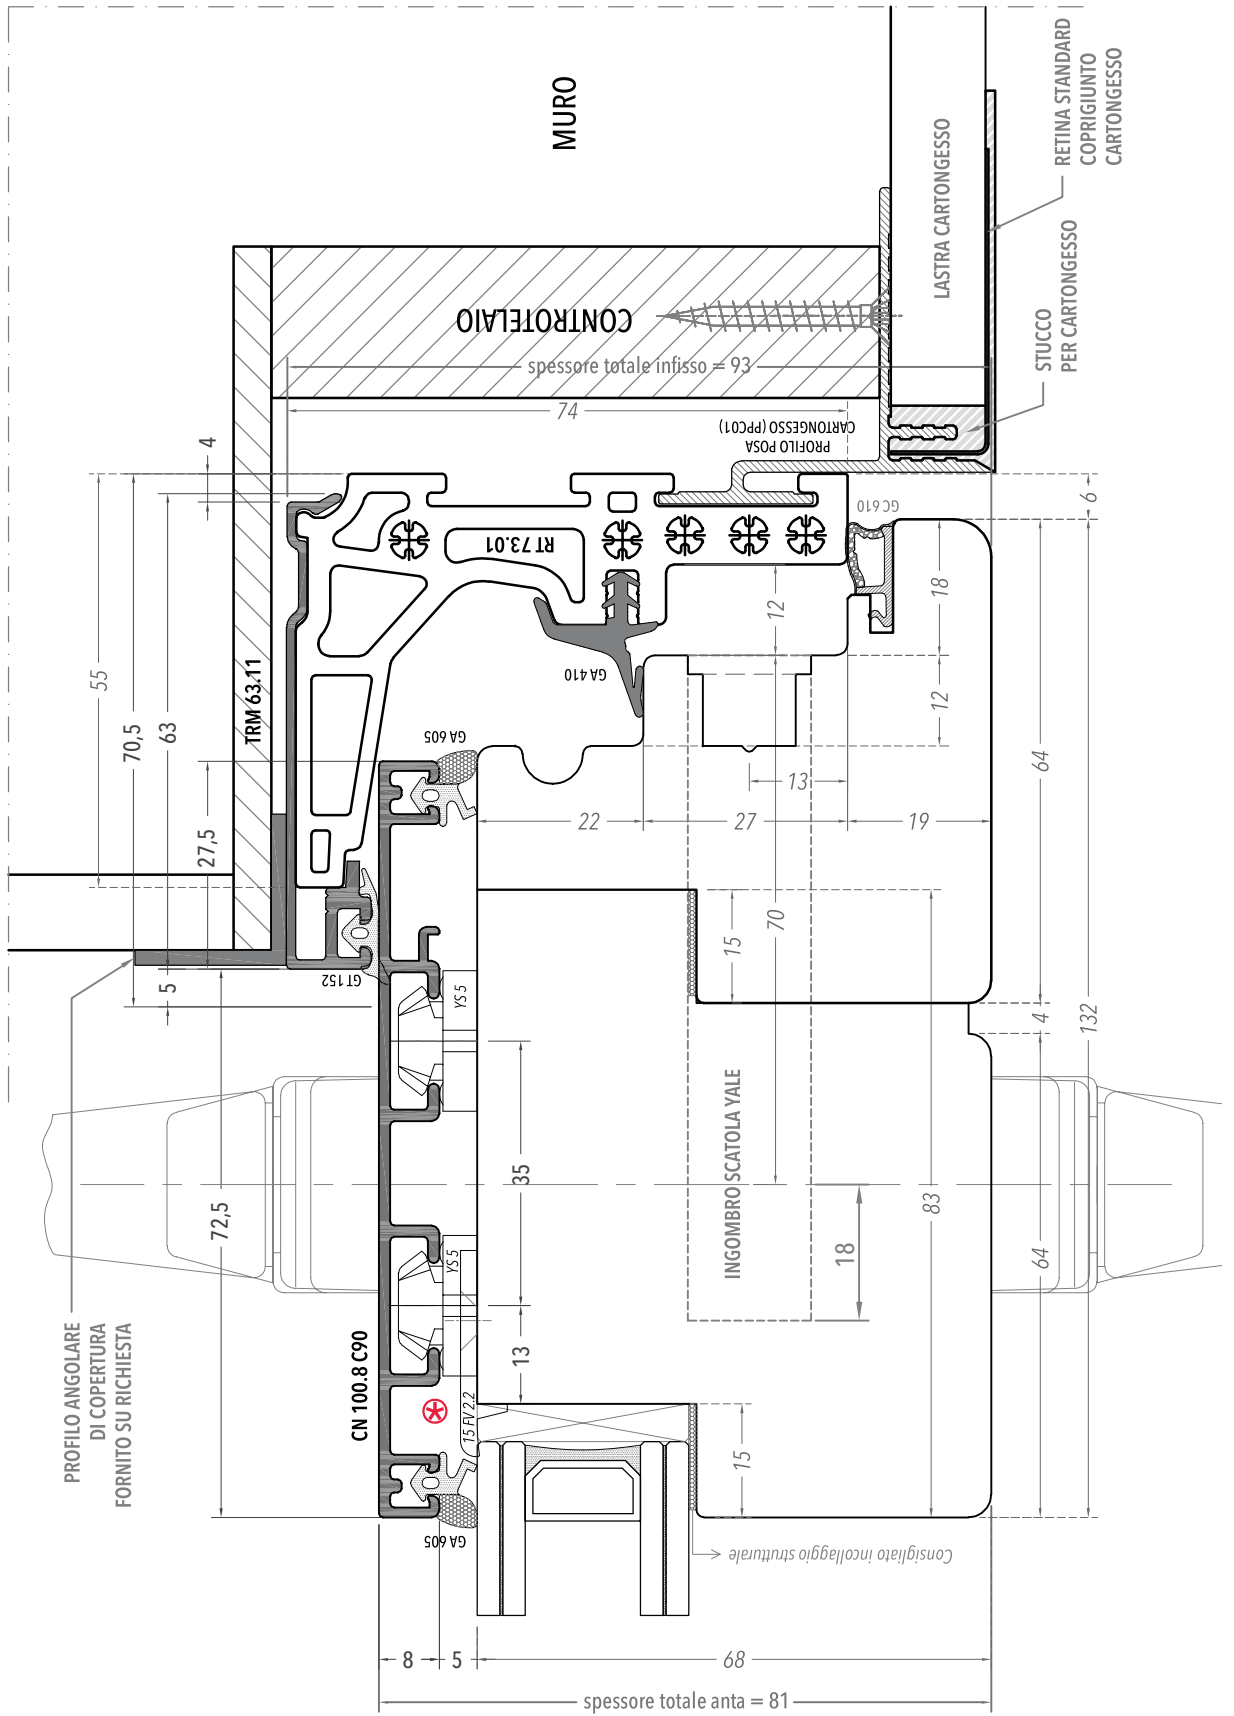 MURO
RETINA STANDARD
COPRIGIUNTO
CARTONGESSO
LASTRA CARTONGESSO
STUCCO
PER CARTONGESSO
CONTROTELAIO
spessore totale infisso = 93
74
PROFILO POSA
CARTONGESSO (PPC01)
4
6
GC 610
RT 73.01
12
18
55
70,5
63
TRM 63.11
GA 410
GA 605
12
64
13
27,5
22
27
19
70
15
5
GT 152
YS 5
4
132
72,5
35
INGOMBRO SCATOLA YALE
83
18
64
YS 5
13
PROFILO ANGOLARE
DI COPERTURA
FORNITO SU RICHIESTA
CN 100.8 C90
15 FV 2.2
15
GA 605
Consigliato incollaggio strutturale
8
5
68
spessore totale anta = 81